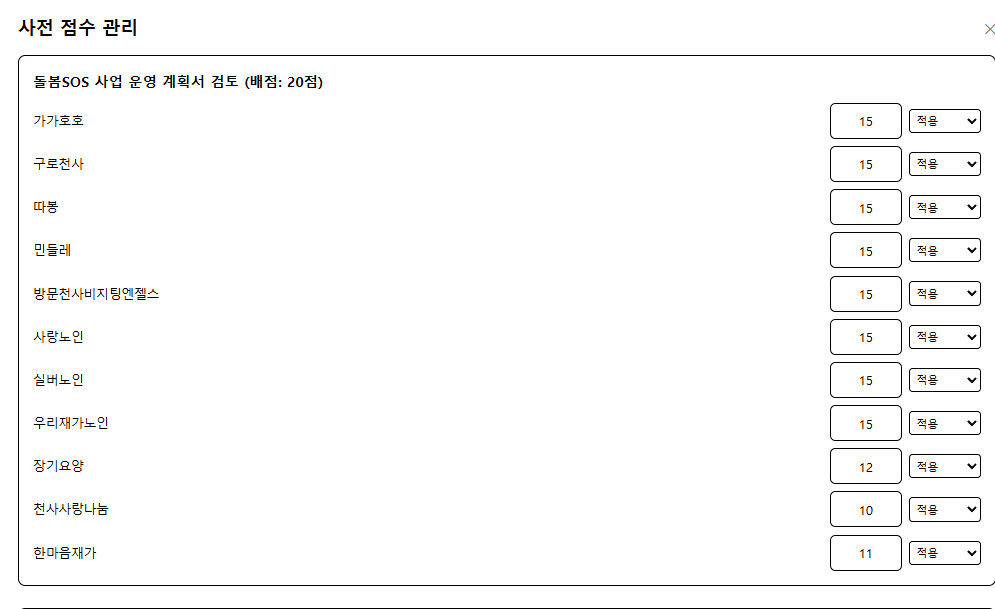 사전 점수 관리
돌봄SOS 사업 운영 계획서 검토 (배점: 20점)
가가호호 15 적용
구로천사 15 적용
따봉 15 적용
민들레 15 적용
방문천사비지팅엔젤스 15 적용
사랑노인 15 적용
실버노인 15 적용
우리재가노인 15 적용
장기요양 12 적용
천사사랑나눔 10 적용
한마음재가 11 적용